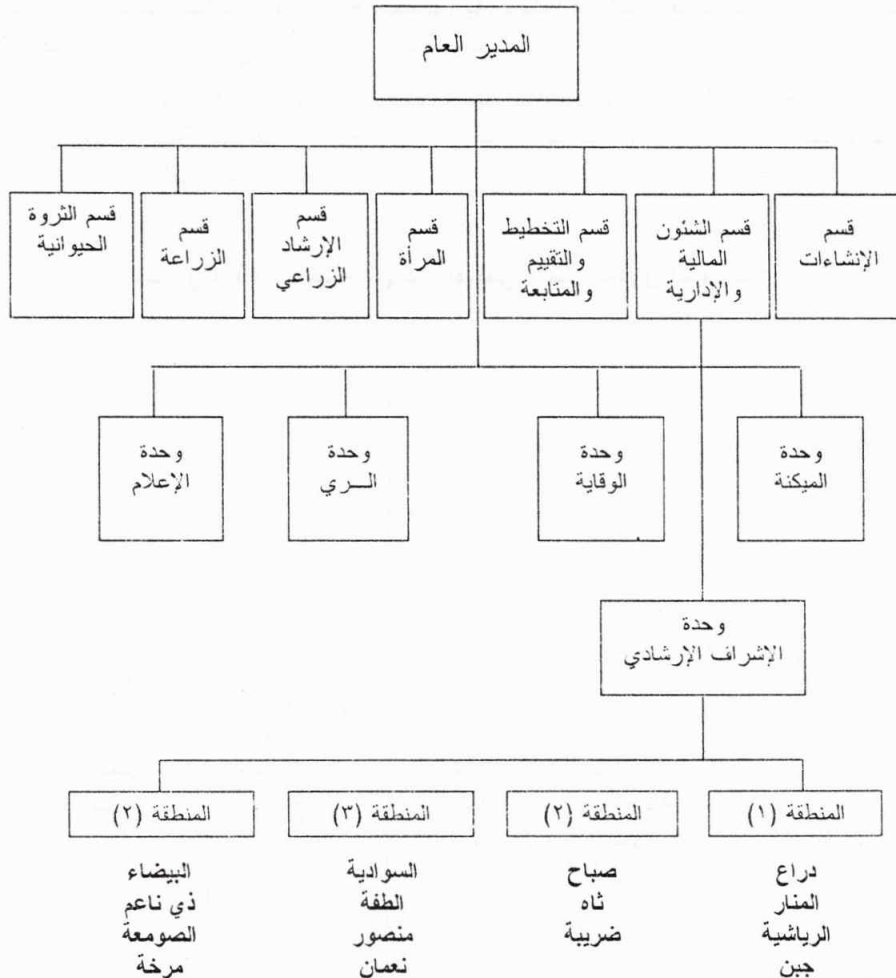 المدير العام
قسم
الإنشاءات
قسم الشئون
المالية
والإدارية
قسم التخطيط
والتقييم
والمتابعة
قسم
المرأة
قسم
الإرشاد
الزراعي
قسم
الزراعة
قسم الثروة
الحيوانية
وحدة
الميكنة
وحدة
الوقاية
وحدة
الــري
وحدة
الإعلام
وحدة
الإشراف الإرشادي
المنطقة (١)
دراع
المنار
الرياشية
جبن
المنطقة (٢)
صباح
ثاه
ضريبة
المنطقة (٣)
السوادية
الطفة
منصور
نعمان
المنطقة (٢)
البيضاء
ذي ناعم
الصومعة
مرخة